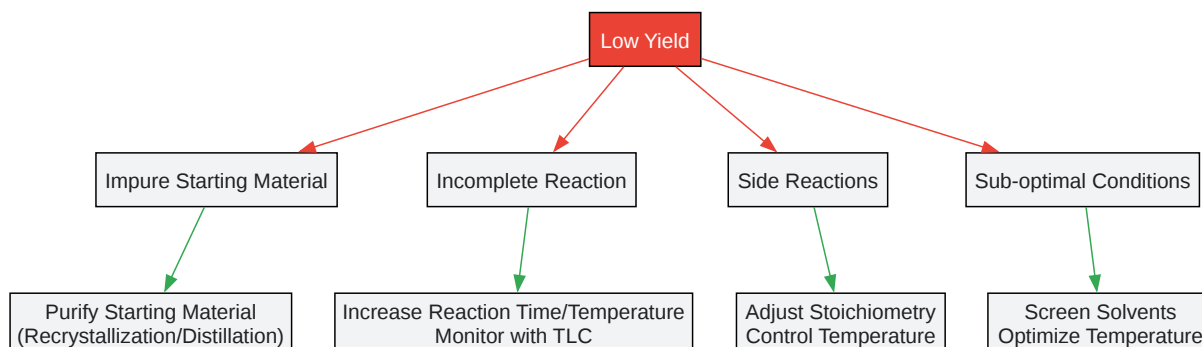 Low Yield
Impure Starting Material
Incomplete Reaction
Side Reactions
Sub-optimal Conditions
Purify Starting Material
(Recrystallization/Distillation)
Increase Reaction Time/Temperature
Monitor with TLC
Adjust Stoichiometry
Control Temperature
Screen Solvents
Optimize Temperature